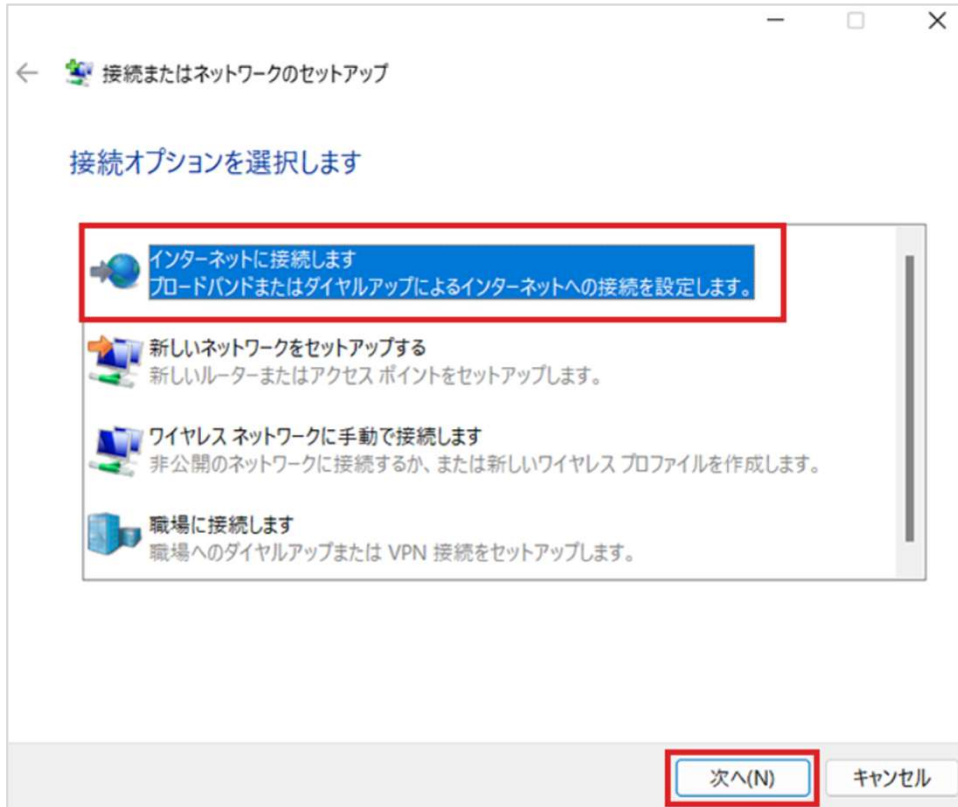 接続またはネットワークのセットアップ
接続オプションを選択します
インターネットに接続します
ブロードバンドまたはダイヤルアップによるインターネットへの接続を設定します。
新しいネットワークをセットアップする
新しいルーターまたはアクセス ポイントをセットアップします。
ワイヤレス ネットワークに手動で接続します
非公開のネットワークに接続するか、または新しいワイヤレス プロファイルを作成します。
職場に接続します
職場へのダイヤルアップまたは VPN 接続をセットアップします。
次へ(N) キャンセル